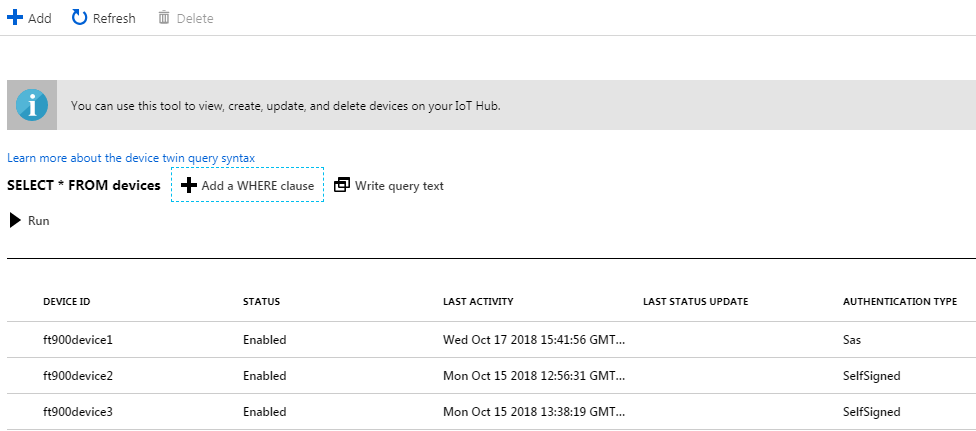 Add Refresh Delete
You can use this tool to view, create, update, and delete devices on your IoT Hub.
Learn more about the device twin query syntax
SELECT * FROM devices Add a WHERE clause Write query text
Run
DEVICE ID STATUS LAST ACTIVITY LAST STATUS UPDATE AUTHENTICATION TYPE
ft900device1 Enabled Wed Oct 17 2018 15:41:56 GMT... Sas
ft900device2 Enabled Mon Oct 15 2018 12:56:31 GMT... SelfSigned
ft900device3 Enabled Mon Oct 15 2018 13:38:19 GMT... SelfSigned